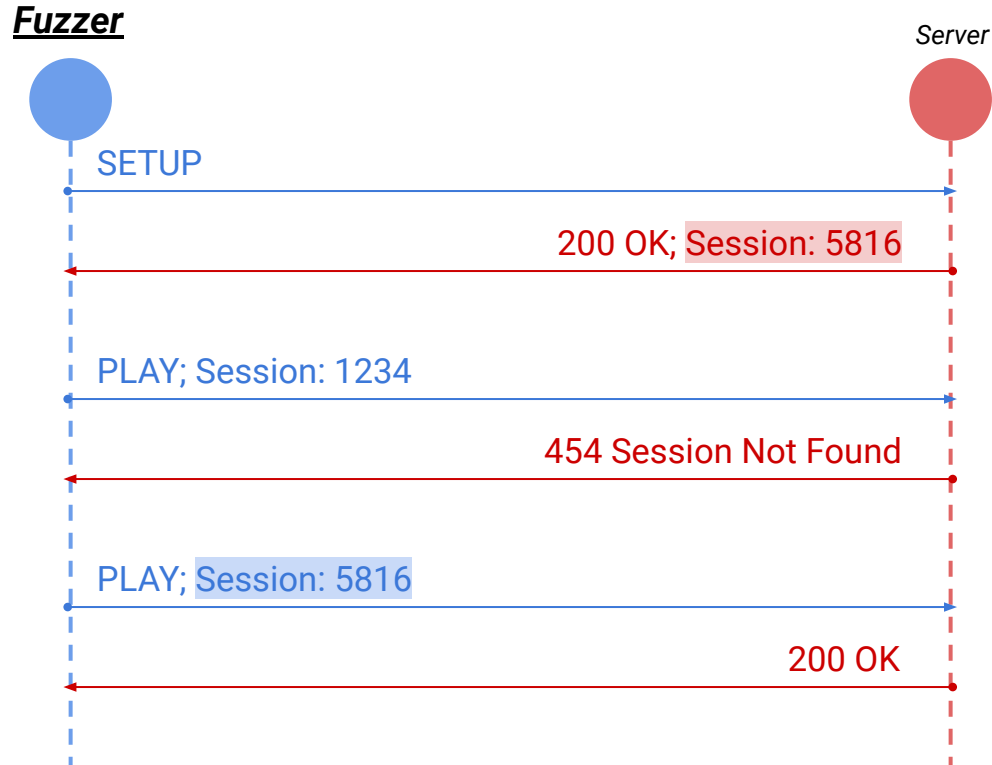 Fuzzer
Server
SETUP
200 OK; Session: 5816
PLAY; Session: 1234
454 Session Not Found
PLAY; Session: 5816
200 OK